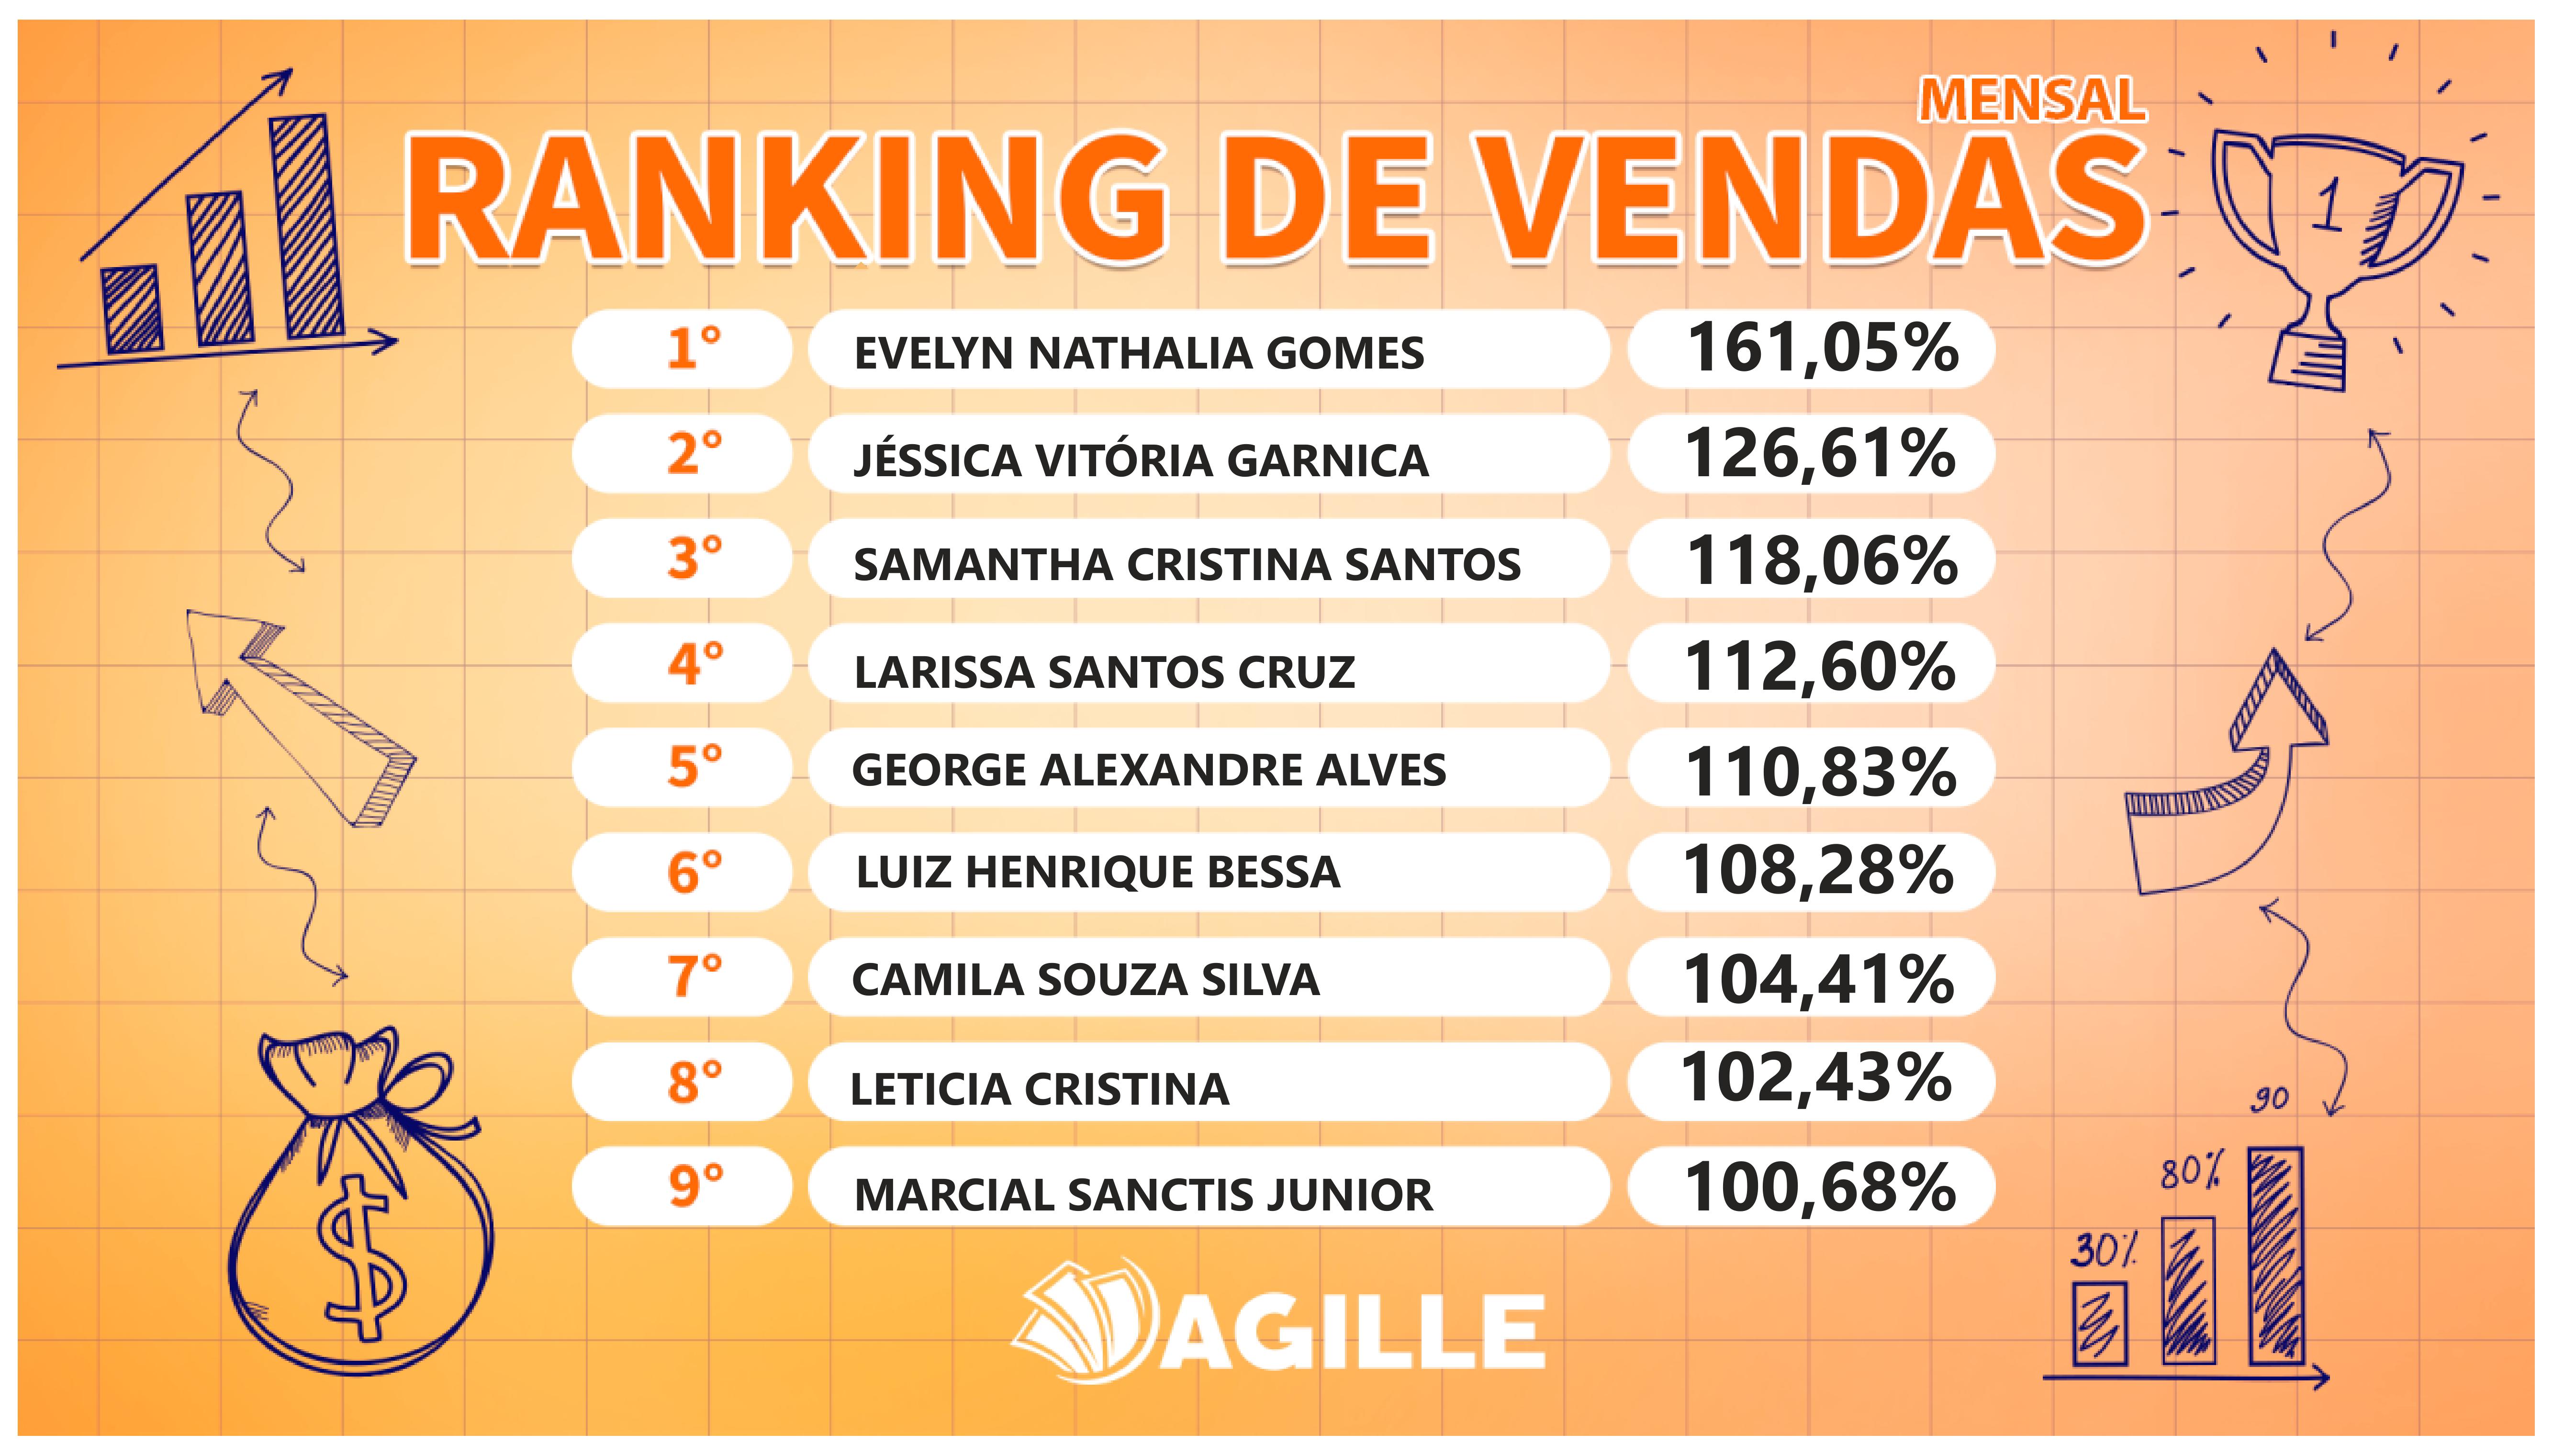 MENSAL
RANKING DE VENDAS
1
1° EVELYN NATHALIA GOMES 161,05%
2° JÉSSICA VITÓRIA GARNICA 126,61%
3° SAMANTHA CRISTINA SANTOS 118,06%
4° LARISSA SANTOS CRUZ 112,60%
5° GEORGE ALEXANDRE ALVES 110,83%
6° LUIZ HENRIQUE BESSA 108,28%
7° CAMILA SOUZA SILVA 104,41%
8° LETICIA CRISTINA 102,43%
9° MARCIAL SANCTIS JUNIOR 100,68%
$
30%
80%
90
AGILLE